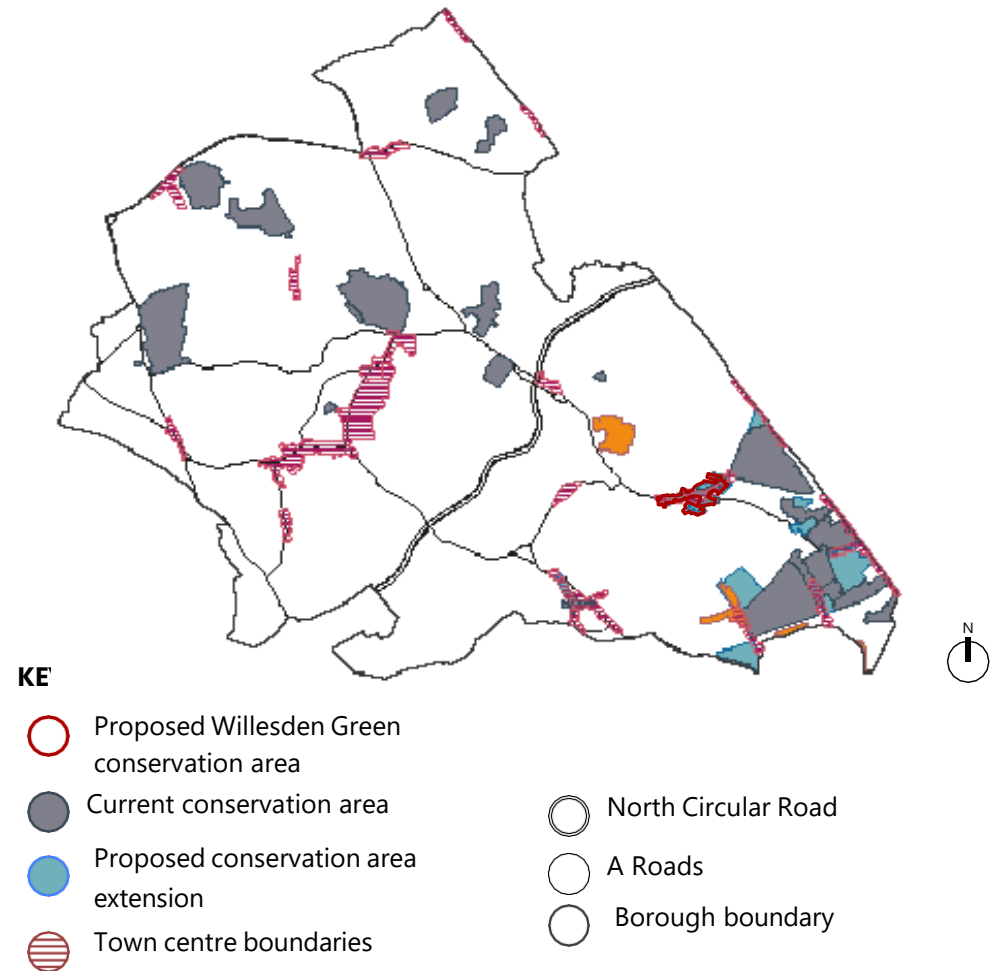 N
KEY
Proposed Willesden Green
conservation area
Current conservation area
Proposed conservation area
extension
Town centre boundaries
North Circular Road
A Roads
Borough boundary